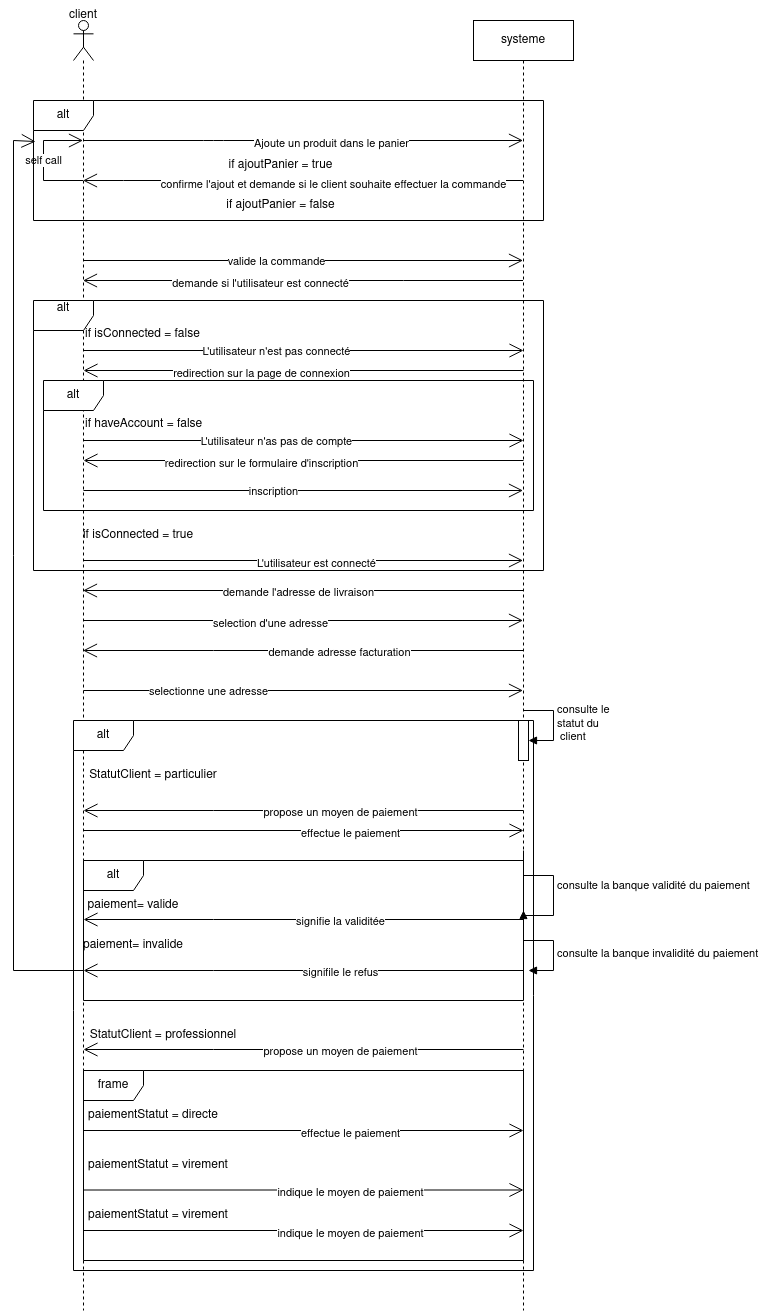 client
systeme
alt
Ajoute un produit dans le panier
self call
if ajoutPanier = true
confirme l'ajout et demande si le client souhaite effectuer la commande
if ajoutPanier = false
valide la commande
demande si l'utilisateur est connecté
alt
if isConnected = false
L'utilisateur n'est pas connecté
redirection sur la page de connexion
alt
if haveAccount = false
L'utilisateur n'as pas de compte
redirection sur le formulaire d'inscription
inscription
if isConnected = true
L'utilisateur est connecté
demande l'adresse de livraison
selection d'une adresse
demande adresse facturation
selectionne une adresse
consulte le
statut du
client
alt
StatutClient = particulier
propose un moyen de paiement
effectue le paiement
alt
consulte la banque validité du paiement
paiement= valide
signifie la validitée
paiement= invalide
consulte la banque invalidité du paiement
signifile le refus
StatutClient = professionnel
propose un moyen de paiement
frame
paiementStatut = directe
effectue le paiement
paiementStatut = virement
indique le moyen de paiement
paiementStatut = virement
indique le moyen de paiement